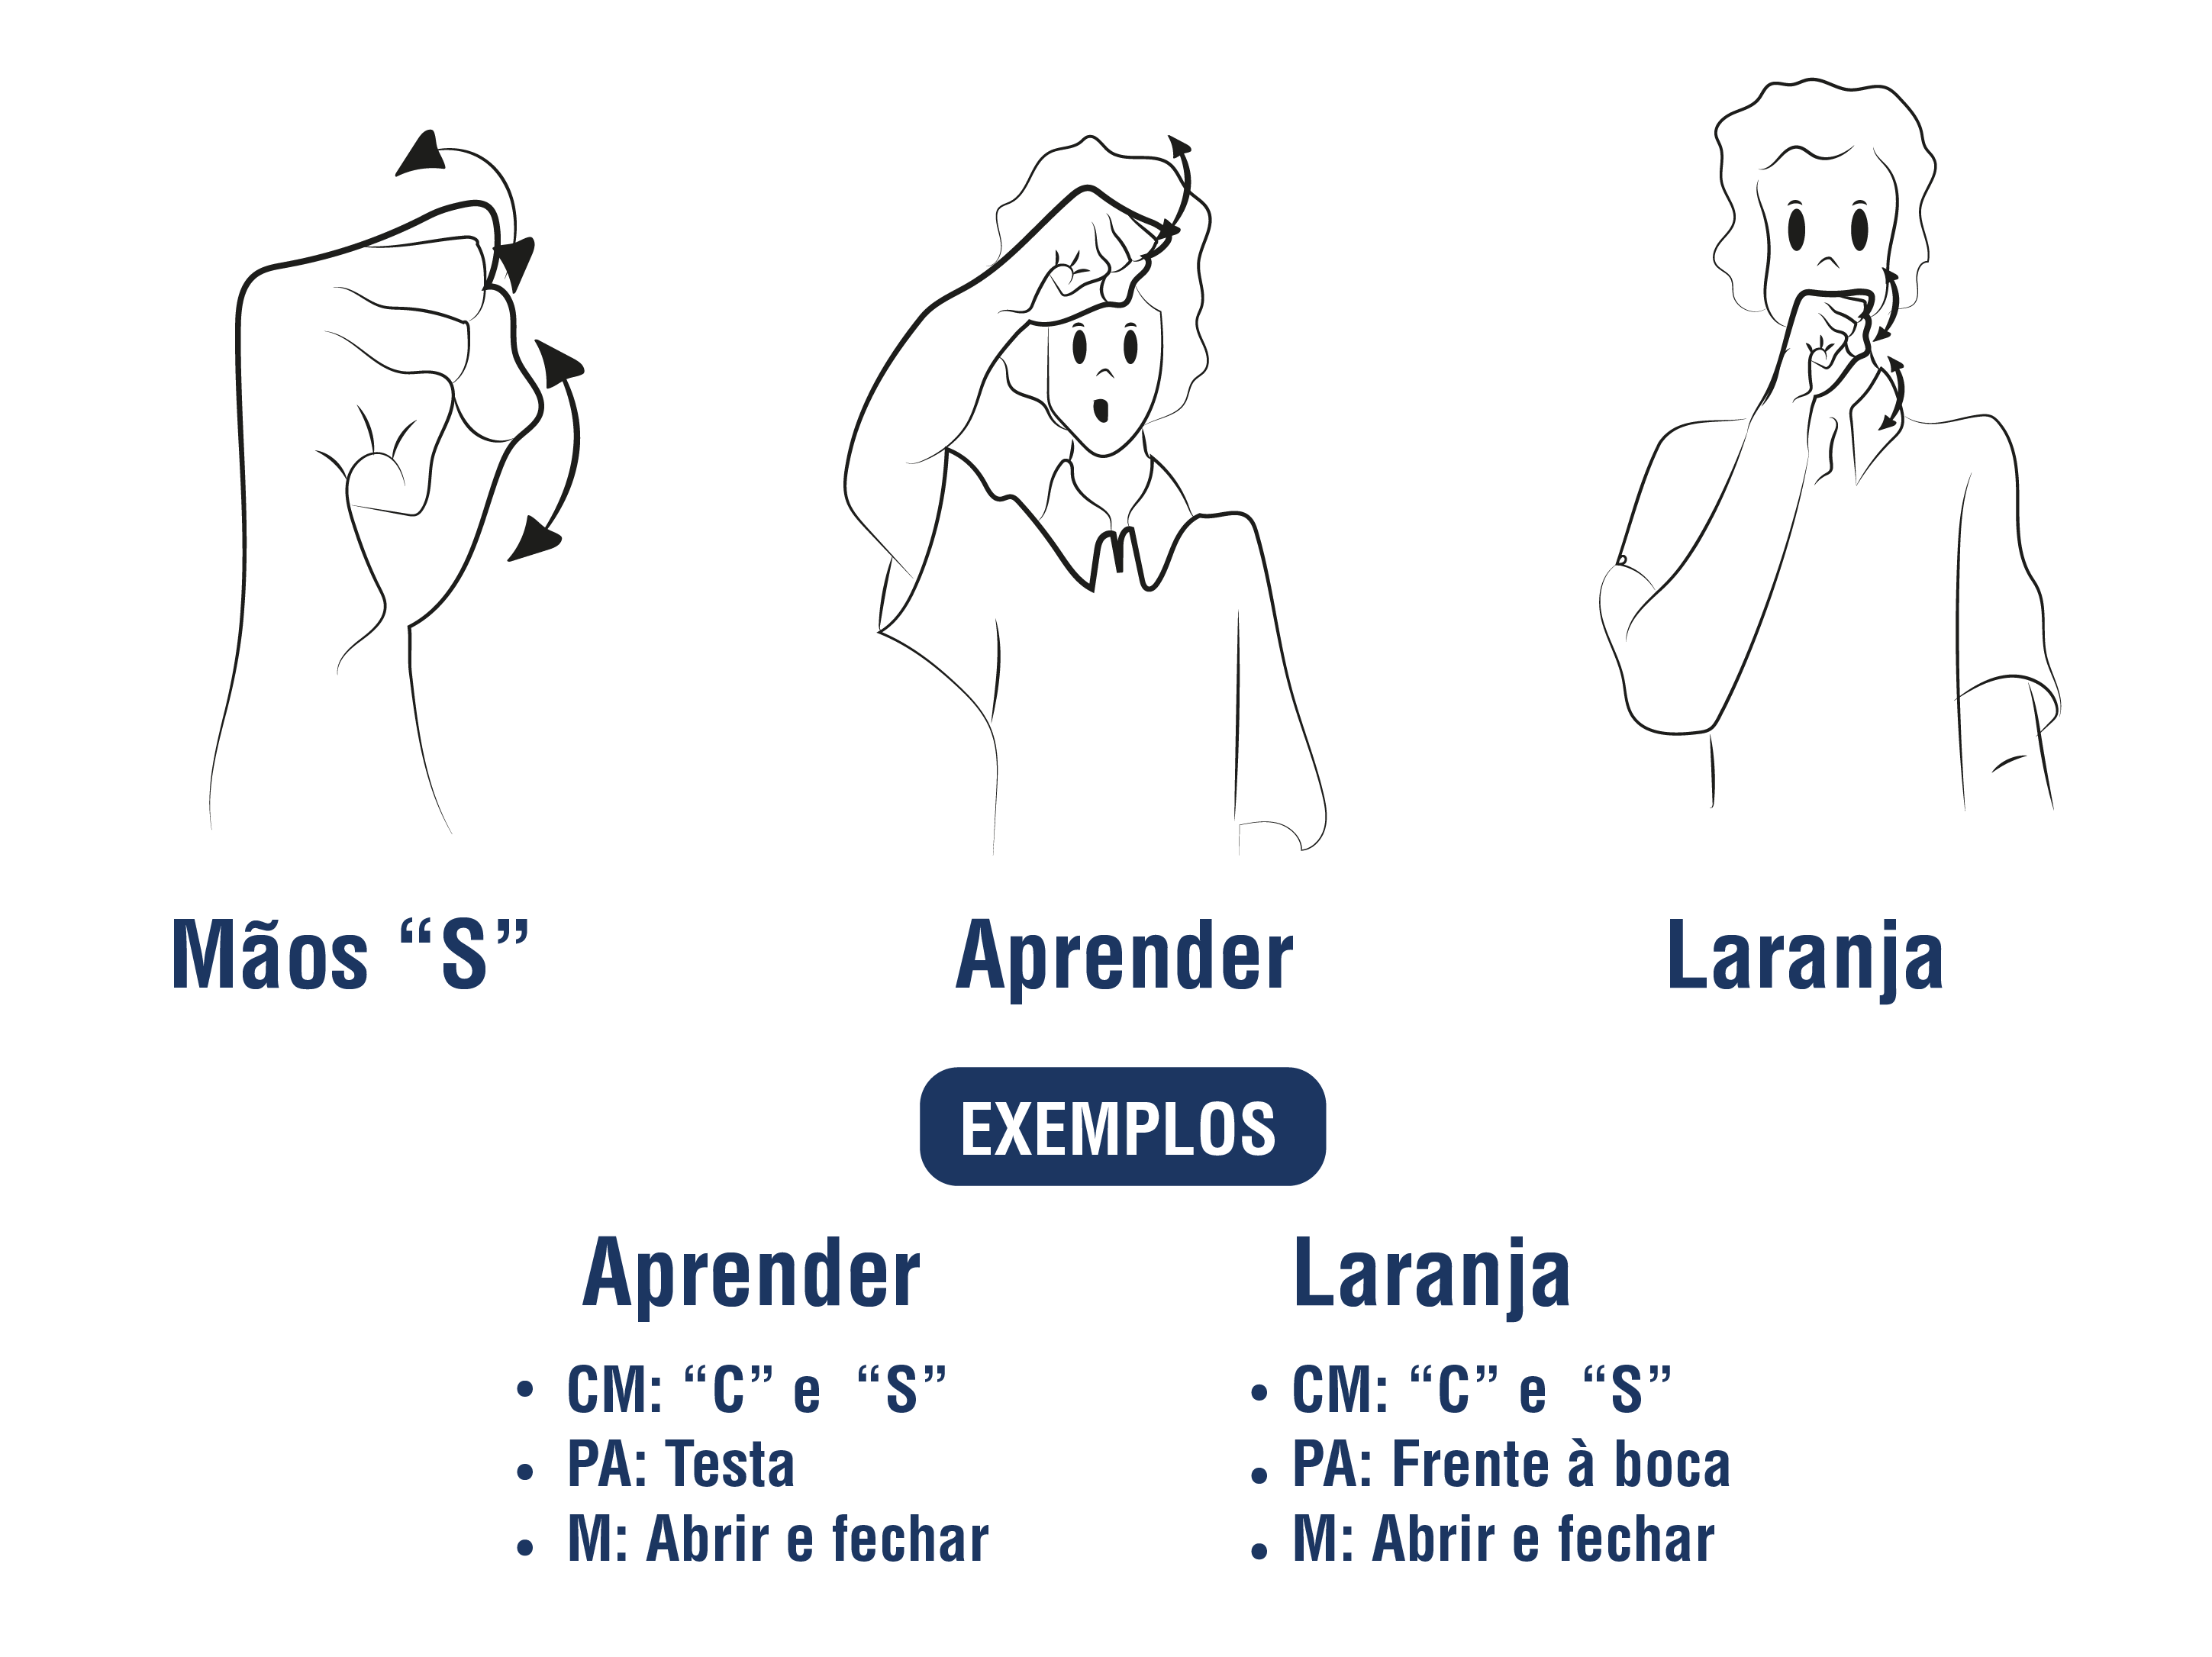 Mãos “S”
Aprender
Laranja
EXEMPLOS
Aprender
• CM: “C” e “S”
• PA: Testa
• M: Abrir e fechar
Laranja
• CM: “C” e “S”
• PA: Frente à boca
• M: Abrir e fechar